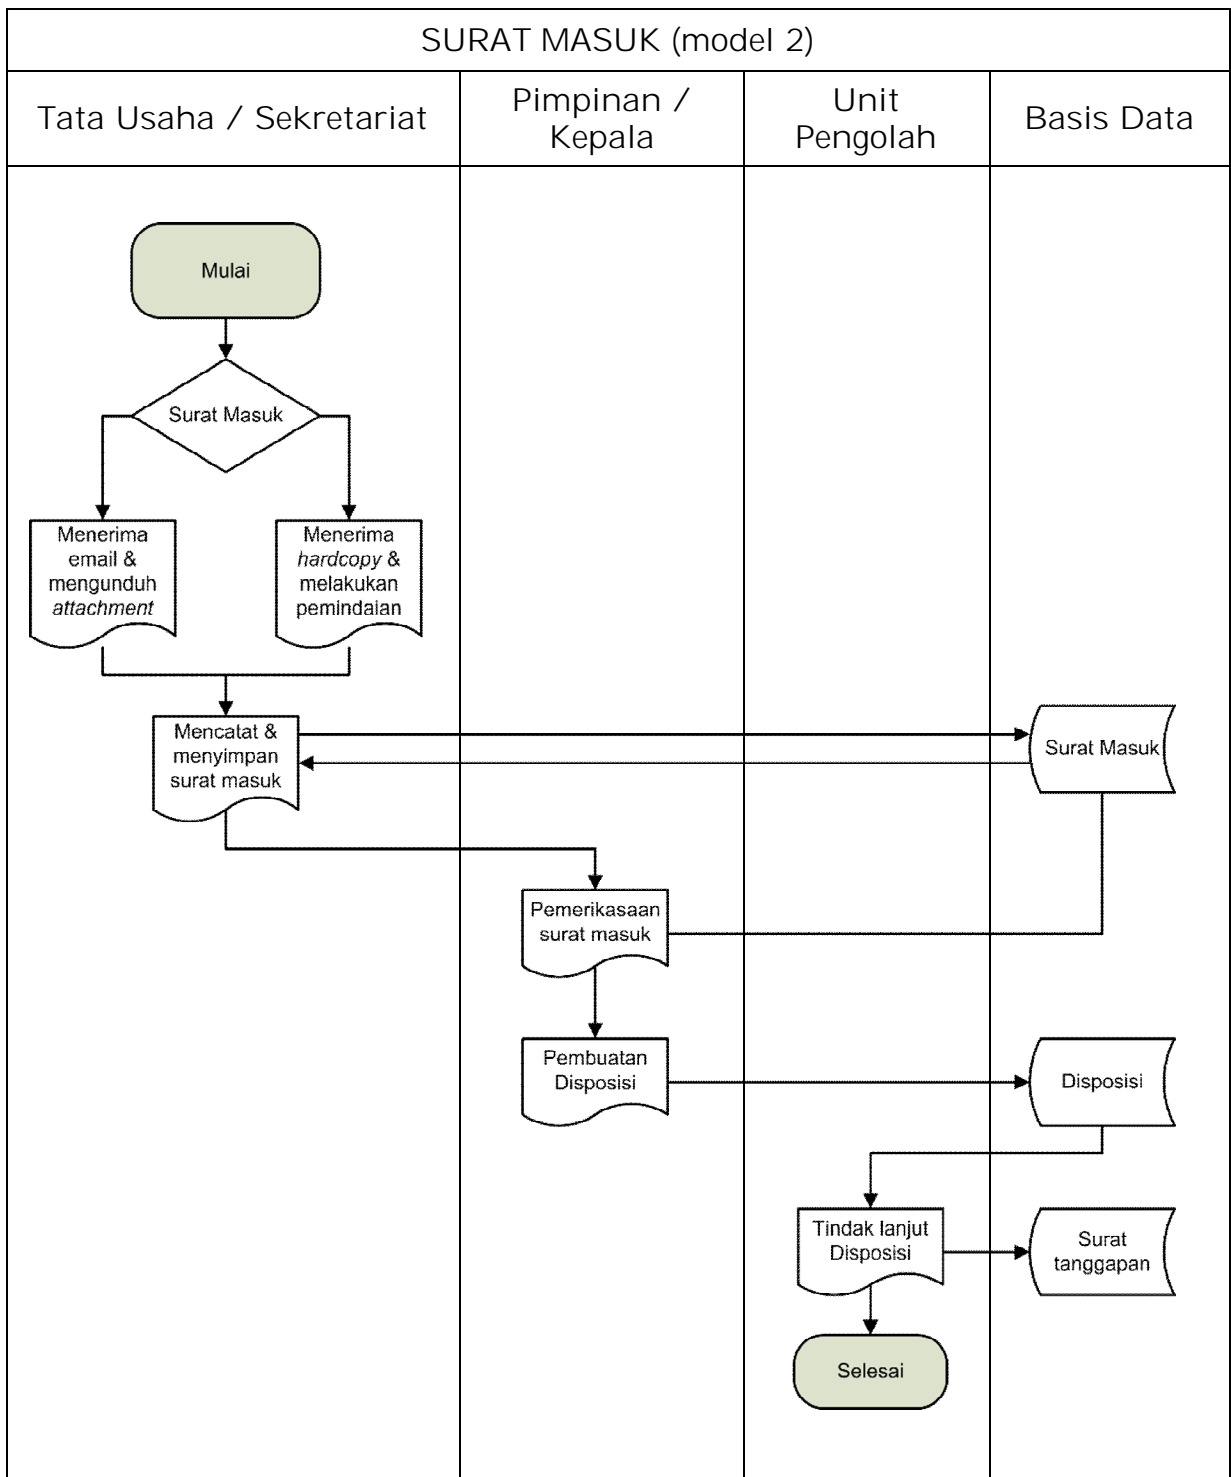 SURAT MASUK (model 2)
Tata Usaha / Sekretariat
Pimpinan /
Kepala
Unit
Pengolah
Basis Data
Mulai
Surat Masuk
Menerima
email &
mengunduh
attachment
Menerima
hardcopy &
melakukan
pemindaian
Mencatat &
menyimpan
surat masuk
Surat Masuk
Pemerikasaan
surat masuk
Pembuatan
Disposisi
Disposisi
Tindak lanjut
Disposisi
Surat
tanggapan
Selesai